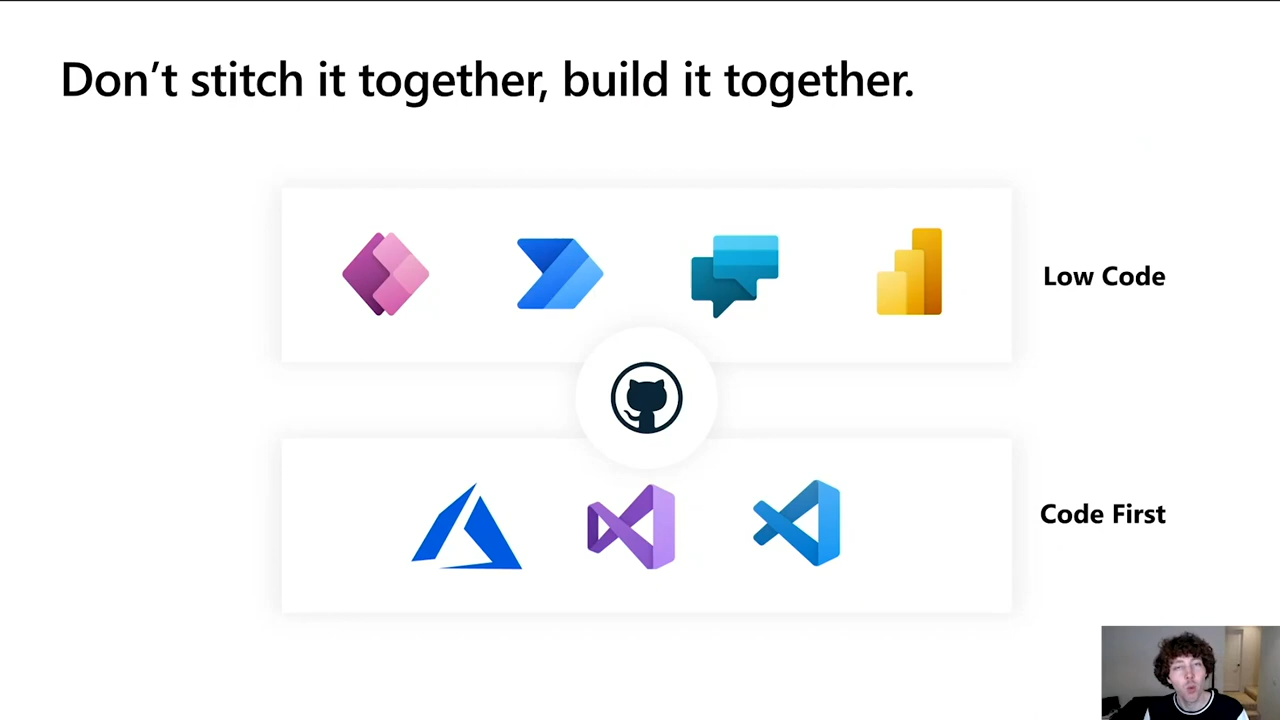 Don’t stitch it together, build it together.
Low Code
Code First